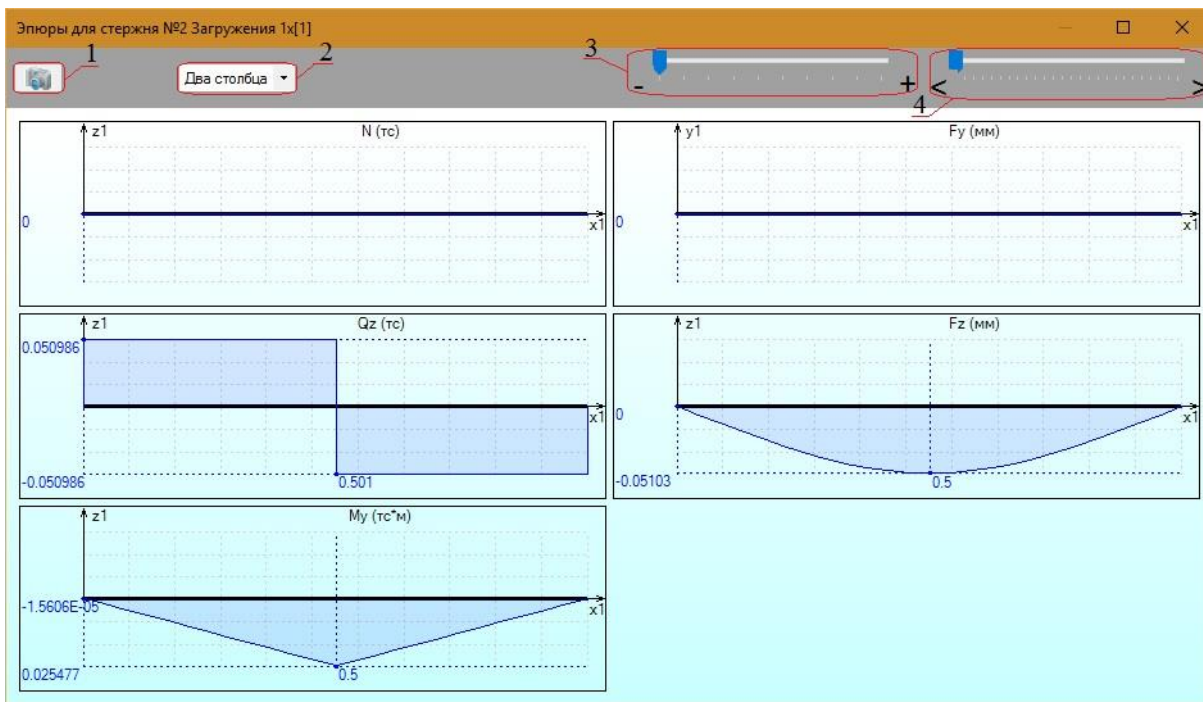 Эпюры для стержня №2 Загружения 1x[1]
1
2
3
4
Два столбца
- +
< >
z1 N (тс)
0
x1
y1 Fy (мм)
0
x1
z1 Qz (тс)
0.050986
x1
-0.050986
0.501
z1 Fz (мм)
0
x1
-0.05103
0.5
z1 My (тс*м)
-1.5606E-05
x1
0.025477
0.5